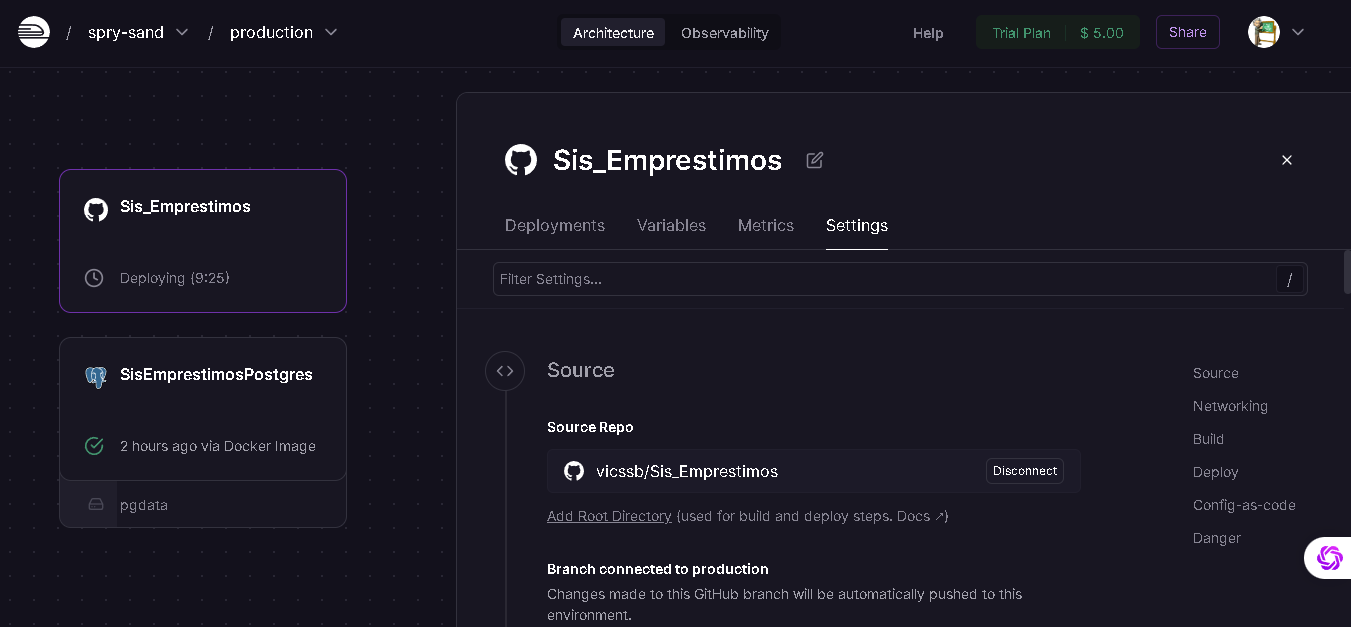 / spry-sand / production
Architecture Observability
Help Trial Plan $ 5.00 Share
Sis_Emprestimos
Deploying (9:25)
SisEmprestimosPostgres
2 hours ago via Docker Image
pgdata
Sis_Emprestimos
Deployments Variables Metrics Settings
Filter Settings... /
Source
Source Repo
vicssb/Sis_Emprestimos Disconnect
Add Root Directory (used for build and deploy steps. Docs ↗)
Branch connected to production
Changes made to this GitHub branch will be automatically pushed to this
environment.
Source
Networking
Build
Deploy
Config-as-code
Danger